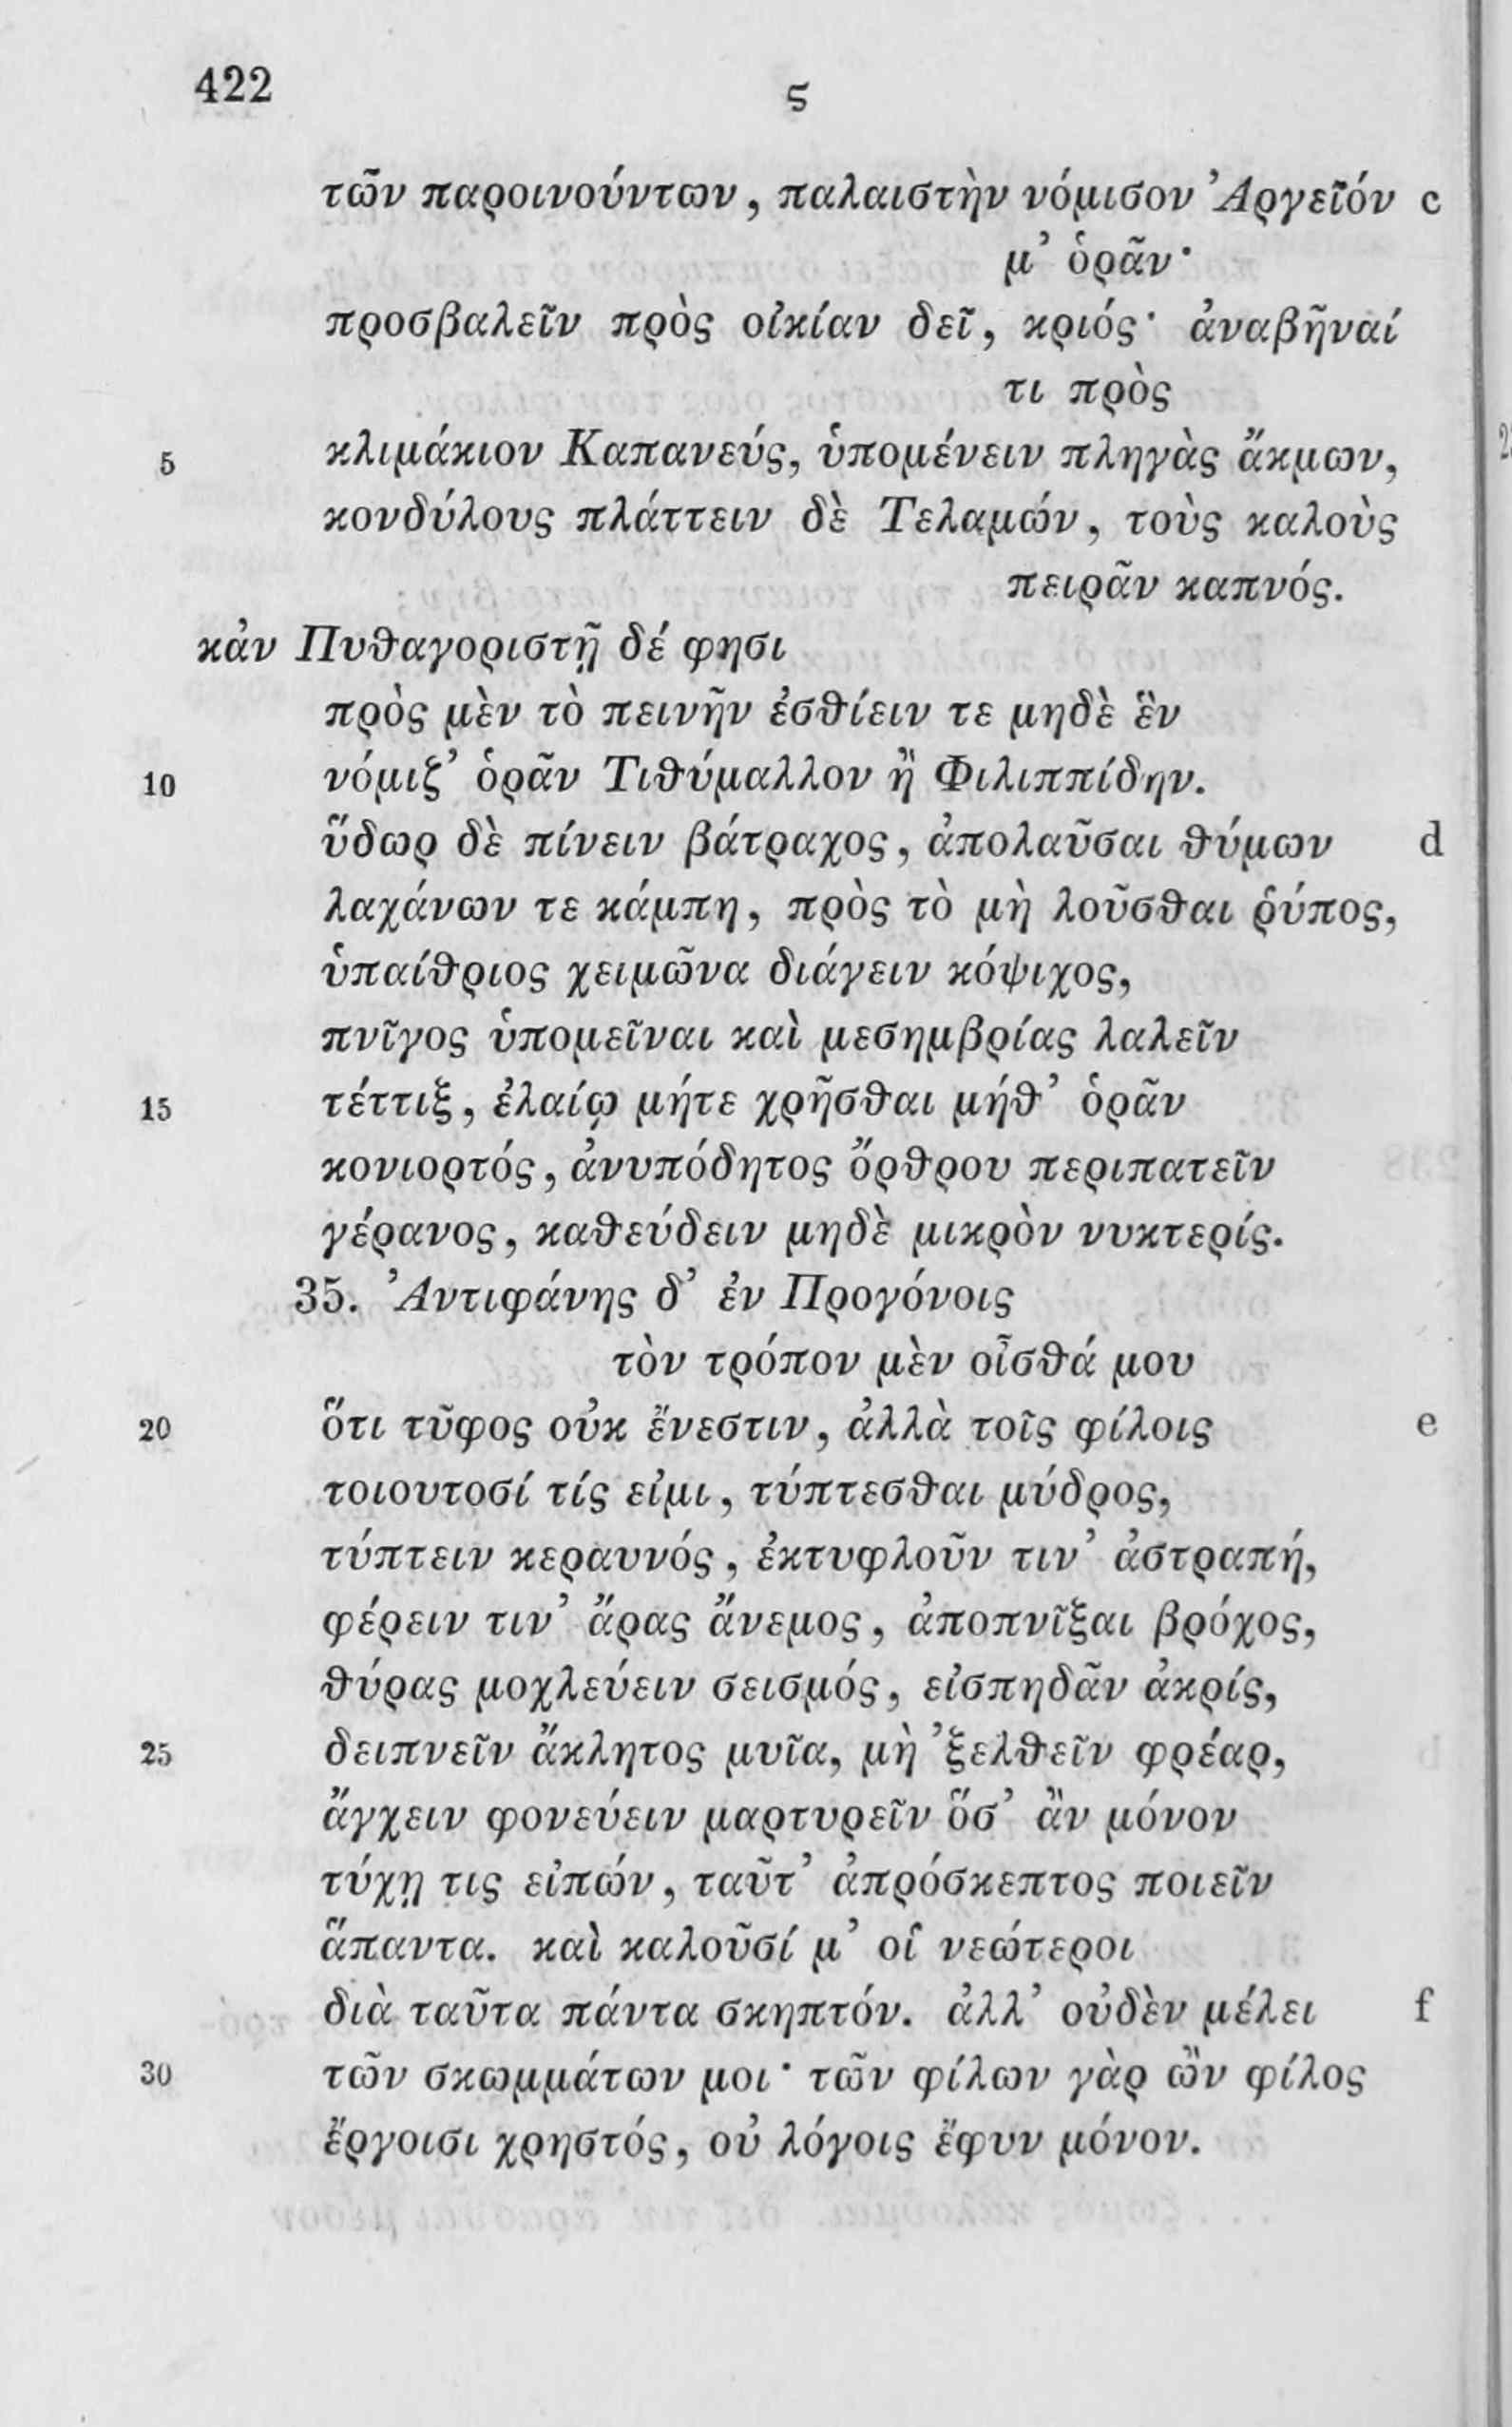 422
ϛ
τῶν παροινούντων, παλαιστὴν νόμισον Ἀργεῖόν c
μ’ ὁρᾶν·
προσβαλεῖν πρὸς οἰκίαν δεῖ, κριός· ἀναβῆναί
τι πρὸς
5 κλιμάκιον Καπανεύς, ὑπομένειν πληγὰς ἄκμων,
κονδύλους πλάττειν δὲ Τελαμών, τοὺς καλοὺς
πειρᾶν καπνός.
κἀν Πυθαγοριστῇ δέ φησι
πρὸς μὲν τὸ πεινῆν ἐσθίειν τε μηδὲ ἓν
10 νόμιζ’ ὁρᾶν Τιθύμαλλον ἢ Φιλιππίδην.
ὕδωρ δὲ πίνειν βάτραχος, ἀπολαῦσαι θύμων d
λαχάνων τε κάμπη, πρὸς τὸ μὴ λοῦσθαι ῥύπος,
ὑπαίθριος χειμῶνα διάγειν κόψιχος,
πνῖγος ὑπομεῖναι καὶ μεσημβρίας λαλεῖν
15 τέττιξ, ἐλαίῳ μήτε χρῆσθαι μήθ’ ὁρᾶν
κονιορτός, ἀνυπόδητος ὄρθρου περιπατεῖν
γέρανος, καθεύδειν μηδὲ μικρὸν νυκτερίς.
35. Ἀντιφάνης δ’ ἐν Προγόνοις
τὸν τρόπον μὲν οἶσθά μου
20 ὅτι τῦφος οὐκ ἔνεστιν, ἀλλὰ τοῖς φίλοις e
τοιουτοσί τίς εἰμι, τύπτεσθαι μύδρος,
τύπτειν κεραυνός, ἐκτυφλοῦν τιν’ ἀστραπή,
φέρειν τιν’ ἄρας ἄνεμος, ἀποπνῖξαι βρόχος,
θύρας μοχλεύειν σεισμός, εἰσπηδᾶν ἀκρίς,
25 δειπνεῖν ἄκλητος μυῖα, μὴ ’ξελθεῖν φρέαρ,
ἄγχειν φονεύειν μαρτυρεῖν ὅσ’ ἂν μόνον
τύχῃ τις εἰπών, ταῦτ’ ἀπρόσκεπτος ποιεῖν
ἅπαντα. καὶ καλοῦσί μ’ οἱ νεώτεροι
διὰ ταῦτα πάντα σκηπτόν. ἀλλ’ οὐδὲν μέλει f
30 τῶν σκωμμάτων μοι· τῶν φίλων γὰρ ὢν φίλος
ἔργοισι χρηστός, οὐ λόγοις ἔφυν μόνον.